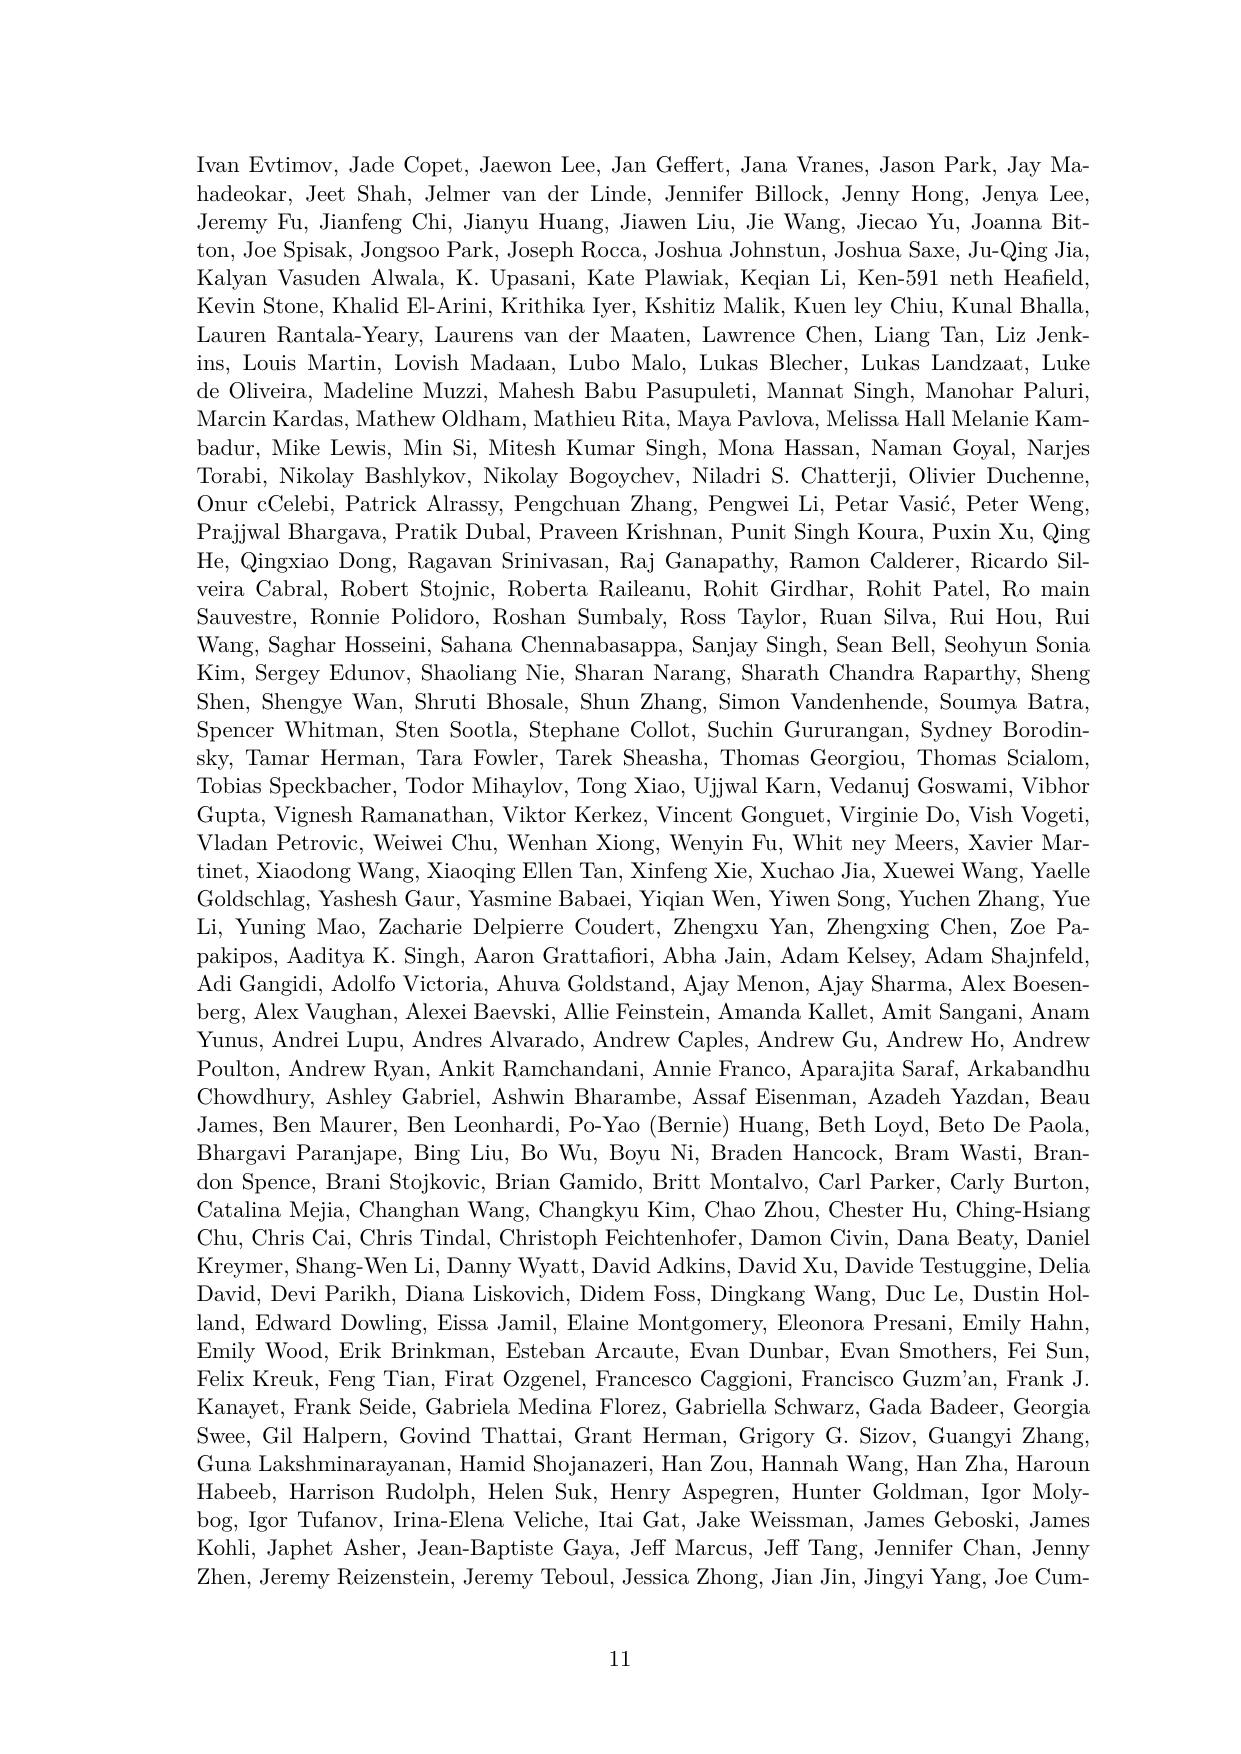 Ivan Evtimov, Jade Copet, Jaewon Lee, Jan Geffert, Jana Vranes, Jason Park, Jay Ma-
hadeokar, Jeet Shah, Jelmer van der Linde, Jennifer Billock, Jenny Hong, Jenya Lee,
Jeremy Fu, Jianfeng Chi, Jianyu Huang, Jiawen Liu, Jie Wang, Jiecao Yu, Joanna Bit-
ton, Joe Spisak, Jongsoo Park, Joseph Rocca, Joshua Johnstun, Joshua Saxe, Ju-Qing Jia,
Kalyan Vasuden Alwala, K. Upasani, Kate Plawiak, Keqian Li, Ken-591 neth Heafield,
Kevin Stone, Khalid El-Arini, Krithika Iyer, Kshitiz Malik, Kuen ley Chiu, Kunal Bhalla,
Lauren Rantala-Yeary, Laurens van der Maaten, Lawrence Chen, Liang Tan, Liz Jenk-
ins, Louis Martin, Lovish Madaan, Lubo Malo, Lukas Blecher, Lukas Landzaat, Luke
de Oliveira, Madeline Muzzi, Mahesh Babu Pasupuleti, Mannat Singh, Manohar Paluri,
Marcin Kardas, Mathew Oldham, Mathieu Rita, Maya Pavlova, Melissa Hall Melanie Kam-
badur, Mike Lewis, Min Si, Mitesh Kumar Singh, Mona Hassan, Naman Goyal, Narjes
Torabi, Nikolay Bashlykov, Nikolay Bogoychev, Niladri S. Chatterji, Olivier Duchenne,
Onur cCelebi, Patrick Alrassy, Pengchuan Zhang, Pengwei Li, Petar Vasić, Peter Weng,
Prajjwal Bhargava, Pratik Dubal, Praveen Krishnan, Punit Singh Koura, Puxin Xu, Qing
He, Qingxiao Dong, Ragavan Srinivasan, Raj Ganapathy, Ramon Calderer, Ricardo Sil-
veira Cabral, Robert Stojnic, Roberta Raileanu, Rohit Girdhar, Rohit Patel, Ro main
Sauvestre, Ronnie Polidoro, Roshan Sumbaly, Ross Taylor, Ruan Silva, Rui Hou, Rui
Wang, Saghar Hosseini, Sahana Chennabasappa, Sanjay Singh, Sean Bell, Seohyun Sonia
Kim, Sergey Edunov, Shaoliang Nie, Sharan Narang, Sharath Chandra Raparthy, Sheng
Shen, Shengye Wan, Shruti Bhosale, Shun Zhang, Simon Vandenhende, Soumya Batra,
Spencer Whitman, Sten Sootla, Stephane Collot, Suchin Gururangan, Sydney Borodin-
sky, Tamar Herman, Tara Fowler, Tarek Sheasha, Thomas Georgiou, Thomas Scialom,
Tobias Speckbacher, Todor Mihaylov, Tong Xiao, Ujjwal Karn, Vedanuj Goswami, Vibhor
Gupta, Vignesh Ramanathan, Viktor Kerkez, Vincent Gonguet, Virginie Do, Vish Vogeti,
Vladan Petrovic, Weiwei Chu, Wenhan Xiong, Wenyin Fu, Whit ney Meers, Xavier Mar-
tinet, Xiaodong Wang, Xiaoqing Ellen Tan, Xinfeng Xie, Xuchao Jia, Xuewei Wang, Yaelle
Goldschlag, Yashesh Gaur, Yasmine Babaei, Yiqian Wen, Yiwen Song, Yuchen Zhang, Yue
Li, Yuning Mao, Zacharie Delpierre Coudert, Zhengxu Yan, Zhengxing Chen, Zoe Pa-
pakipos, Aaditya K. Singh, Aaron Grattafiori, Abha Jain, Adam Kelsey, Adam Shajnfeld,
Adi Gangidi, Adolfo Victoria, Ahuva Goldstand, Ajay Menon, Ajay Sharma, Alex Boesen-
berg, Alex Vaughan, Alexei Baevski, Allie Feinstein, Amanda Kallet, Amit Sangani, Anam
Yunus, Andrei Lupu, Andres Alvarado, Andrew Caples, Andrew Gu, Andrew Ho, Andrew
Poulton, Andrew Ryan, Ankit Ramchandani, Annie Franco, Aparajita Saraf, Arkabandhu
Chowdhury, Ashley Gabriel, Ashwin Bharambe, Assaf Eisenman, Azadeh Yazdan, Beau
James, Ben Maurer, Ben Leonhardi, Po-Yao (Bernie) Huang, Beth Loyd, Beto De Paola,
Bhargavi Paranjape, Bing Liu, Bo Wu, Boyu Ni, Braden Hancock, Bram Wasti, Bran-
don Spence, Brani Stojkovic, Brian Gamido, Britt Montalvo, Carl Parker, Carly Burton,
Catalina Mejia, Changhan Wang, Changkyu Kim, Chao Zhou, Chester Hu, Ching-Hsiang
Chu, Chris Cai, Chris Tindal, Christoph Feichtenhofer, Damon Civin, Dana Beaty, Daniel
Kreymer, Shang-Wen Li, Danny Wyatt, David Adkins, David Xu, Davide Testuggine, Delia
David, Devi Parikh, Diana Liskovich, Didem Foss, Dingkang Wang, Duc Le, Dustin Hol-
land, Edward Dowling, Eissa Jamil, Elaine Montgomery, Eleonora Presani, Emily Hahn,
Emily Wood, Erik Brinkman, Esteban Arcaute, Evan Dunbar, Evan Smothers, Fei Sun,
Felix Kreuk, Feng Tian, Firat Ozgenel, Francesco Caggioni, Francisco Guzm'an, Frank J.
Kanayet, Frank Seide, Gabriela Medina Florez, Gabriella Schwarz, Gada Badeer, Georgia
Swee, Gil Halpern, Govind Thattai, Grant Herman, Grigory G. Sizov, Guangyi Zhang,
Guna Lakshminarayanan, Hamid Shojanazeri, Han Zou, Hannah Wang, Han Zha, Haroun
Habeeb, Harrison Rudolph, Helen Suk, Henry Aspegren, Hunter Goldman, Igor Moly-
bog, Igor Tufanov, Irina-Elena Veliche, Itai Gat, Jake Weissman, James Geboski, James
Kohli, Japhet Asher, Jean-Baptiste Gaya, Jeff Marcus, Jeff Tang, Jennifer Chan, Jenny
Zhen, Jeremy Reizenstein, Jeremy Teboul, Jessica Zhong, Jian Jin, Jingyi Yang, Joe Cum-
11